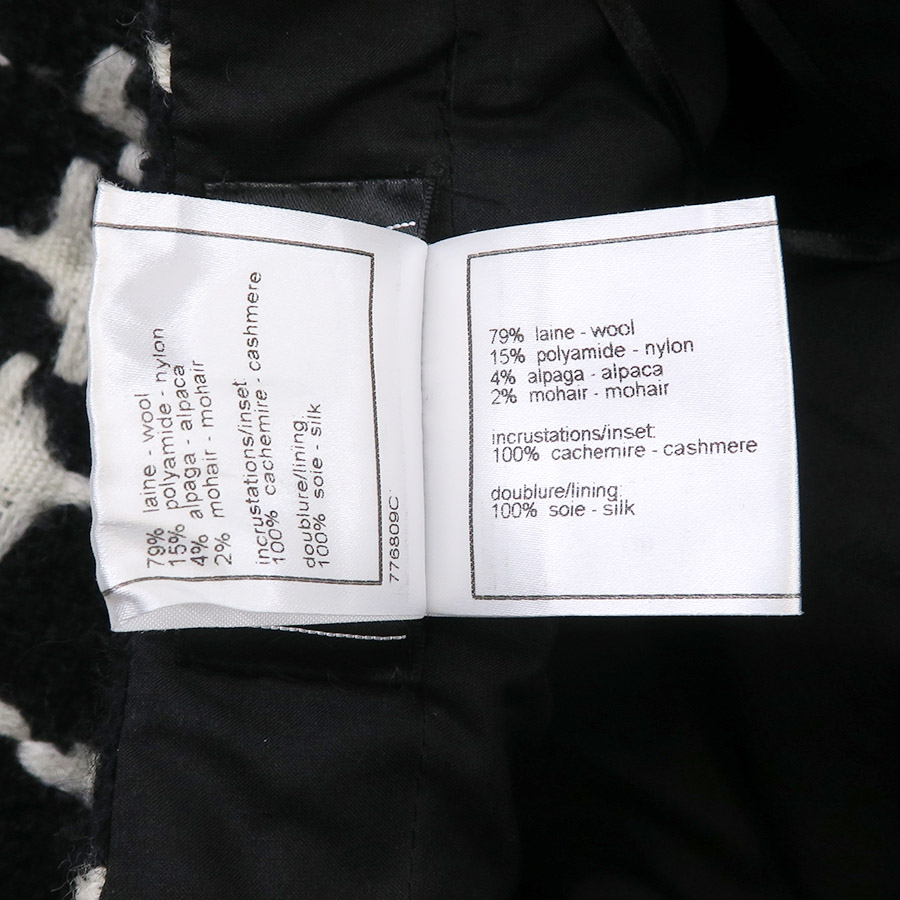 79% laine - wool
15% polyamide - nylon
4% alpaga - alpaca
2% mohair - mohair
incrustations/inset
100% cachemire - cashmere
doublure/lining
100% soie - silk
776809C
79% laine - wool
15% polyamide - nylon
4% alpaga - alpaca
2% mohair - mohair
incrustations/inset:
100% cachemire - cashmere
doublure/lining:
100% soie - silk